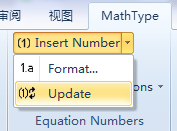 审阅 视图 MathType
(1) Insert Number
1.a Format...
(1) Update
ons
Equation Numbers